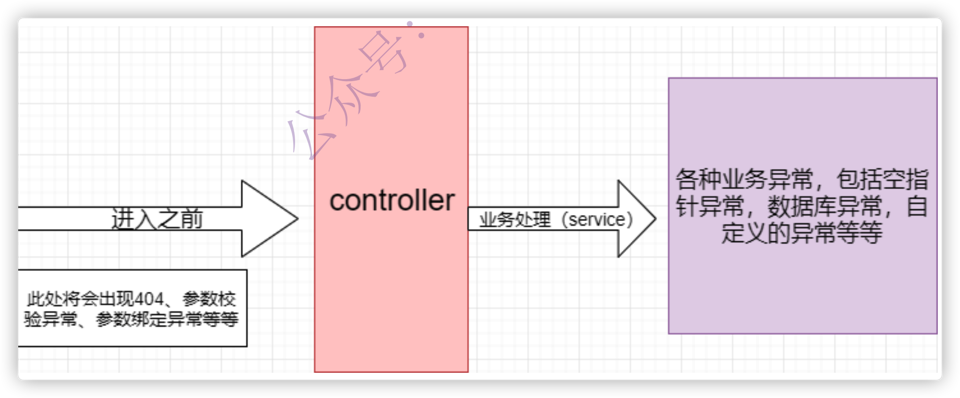 公众号：
进入之前
此处将会出现404、参数校
验异常、参数绑定异常等等
controller
业务处理（service）
各种业务异常，包括空指
针异常，数据库异常，自
定义的异常等等